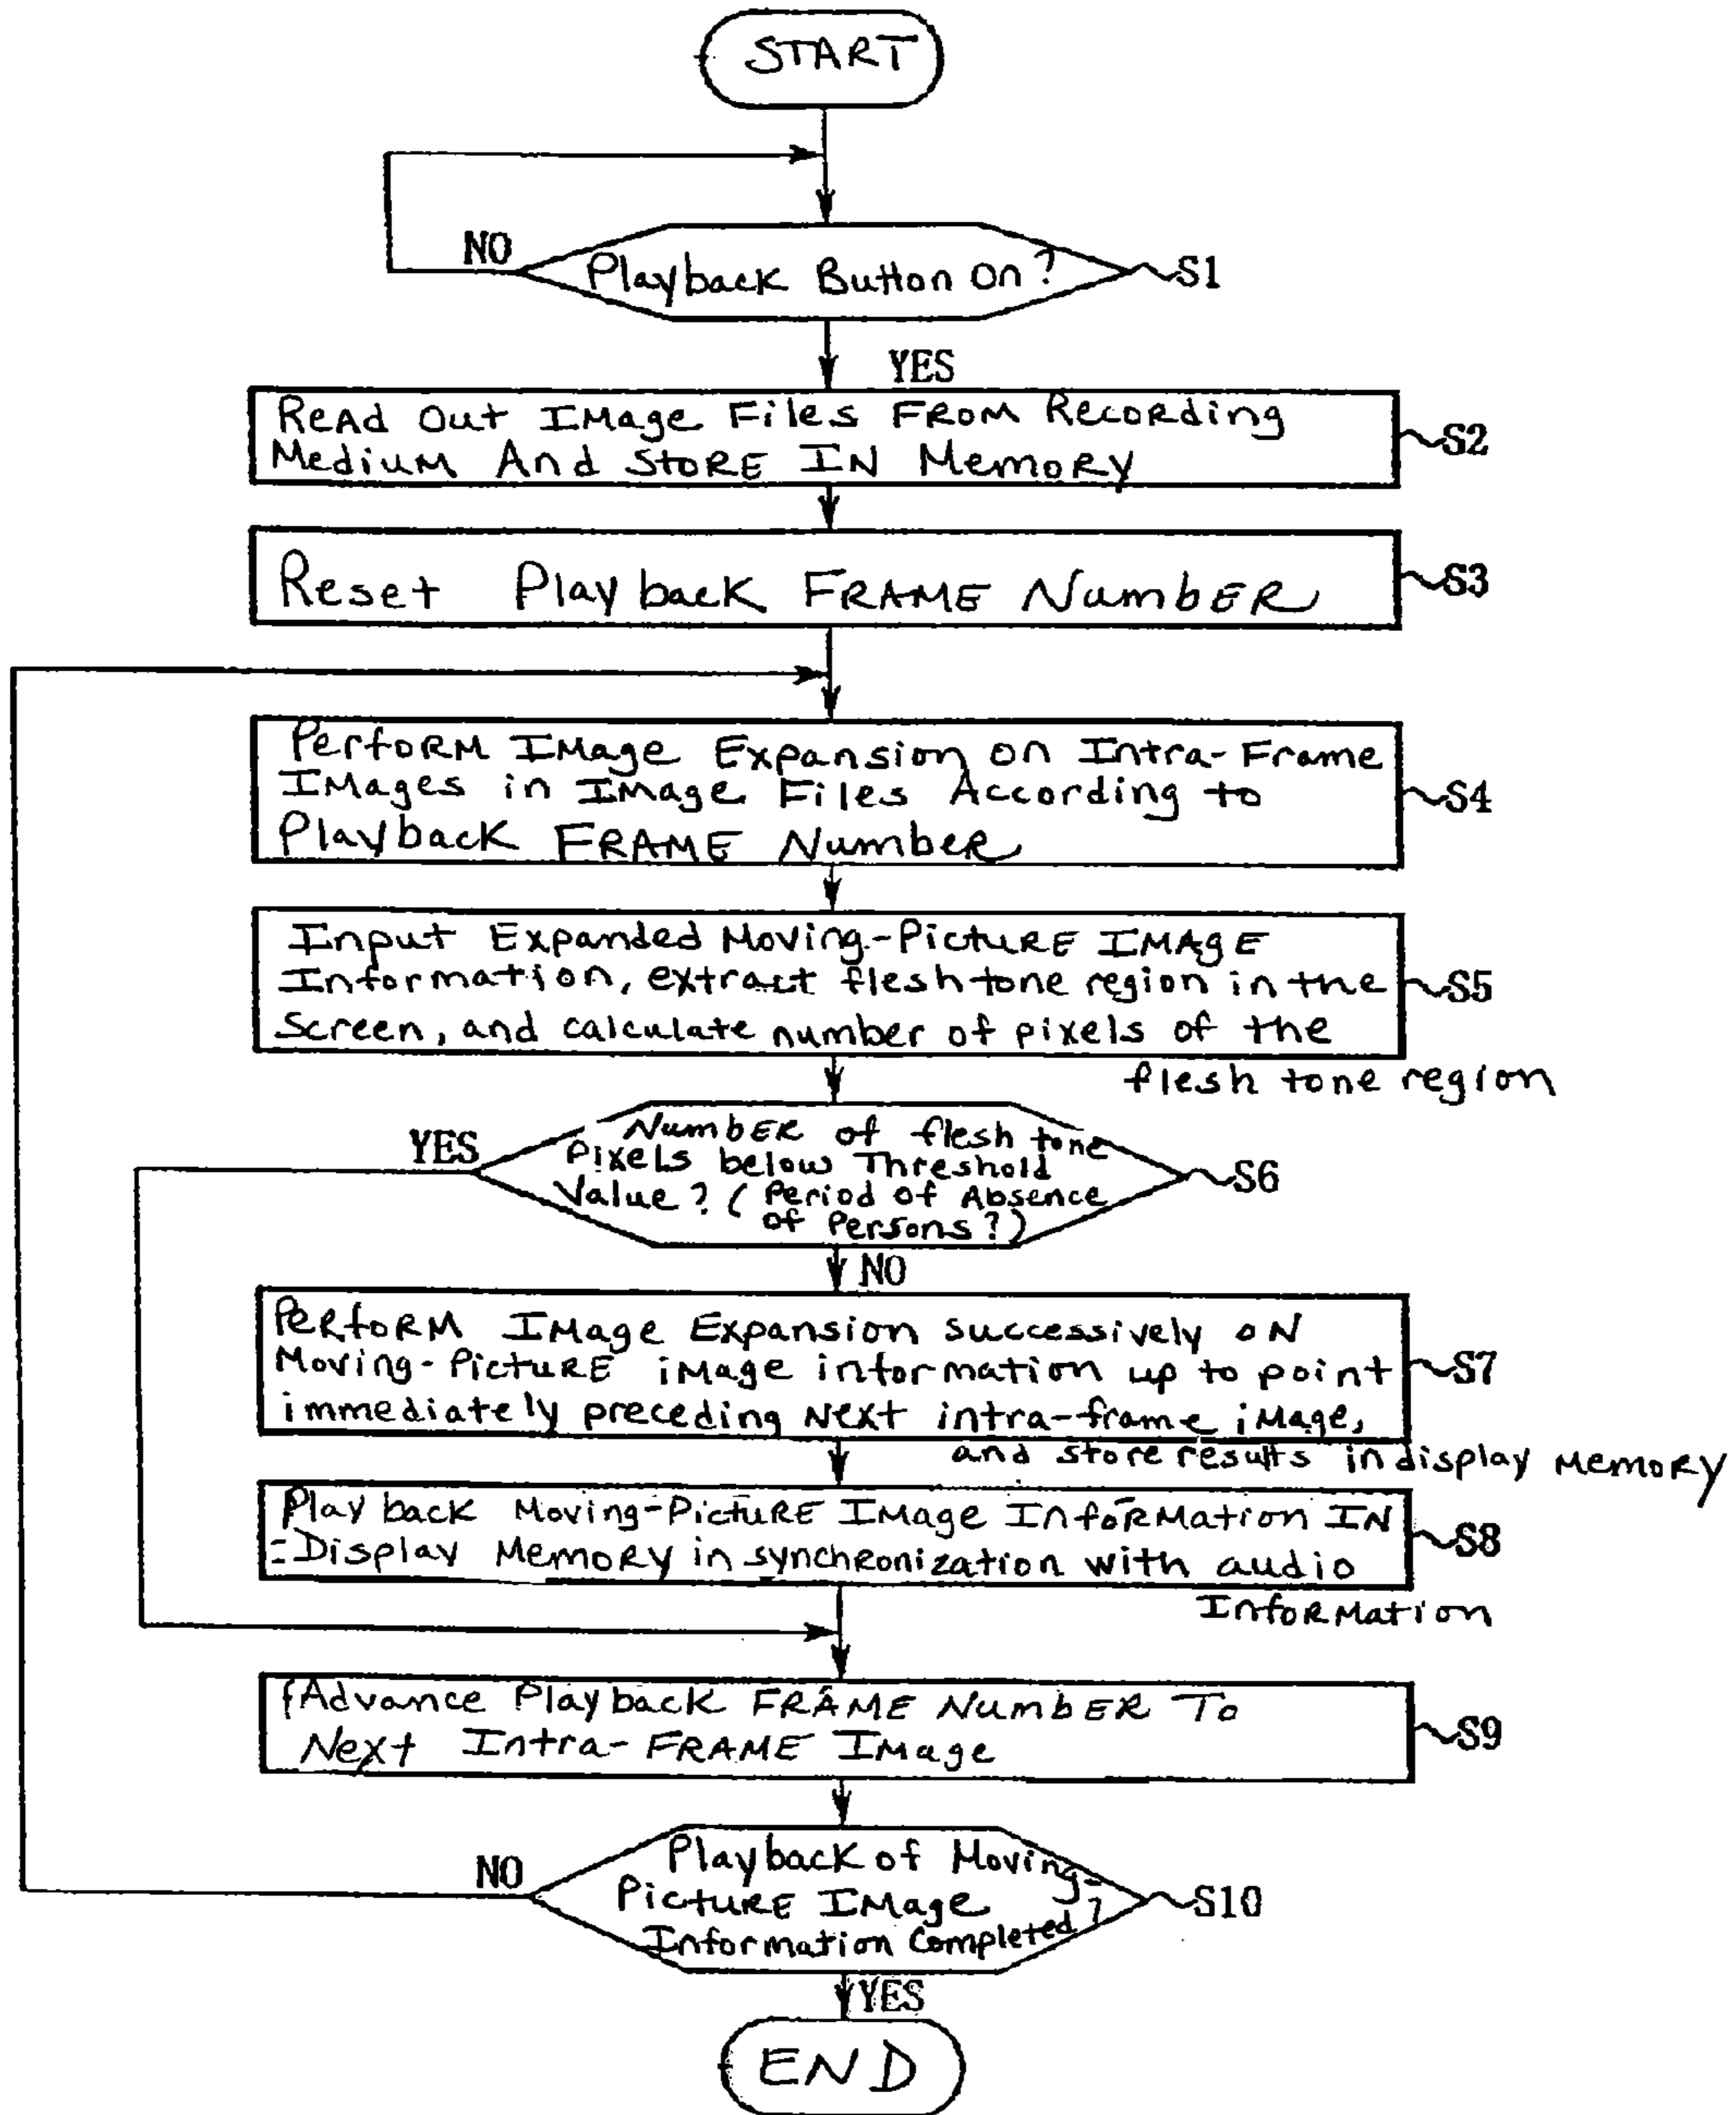 START
NO
Playback Button On?
S1
YES
Read Out Image Files From Recording
Medium And Store In Memory
S2
Reset Playback Frame Number
S3
Perform Image Expansion on Intra-Frame
Images in Image Files According to
Playback Frame Number
S4
Input Expanded Moving-Picture Image
Information, extract flesh tone region in the
screen, and calculate number of pixels of the
flesh tone region
S5
YES
Number of flesh tone
Pixels below Threshold
Value? (Period of Absence
of Persons?)
S6
NO
Perform Image Expansion successively on
Moving-Picture image information up to point
immediately preceding Next intra-frame image,
and store results in display memory
S7
Play back Moving-Picture Image Information In
Display Memory in synchronization with audio
Information
S8
Advance Playback Frame Number To
Next Intra-Frame Image
S9
NO
Playback of Moving-
Picture Image
Information Completed?
S10
YES
END